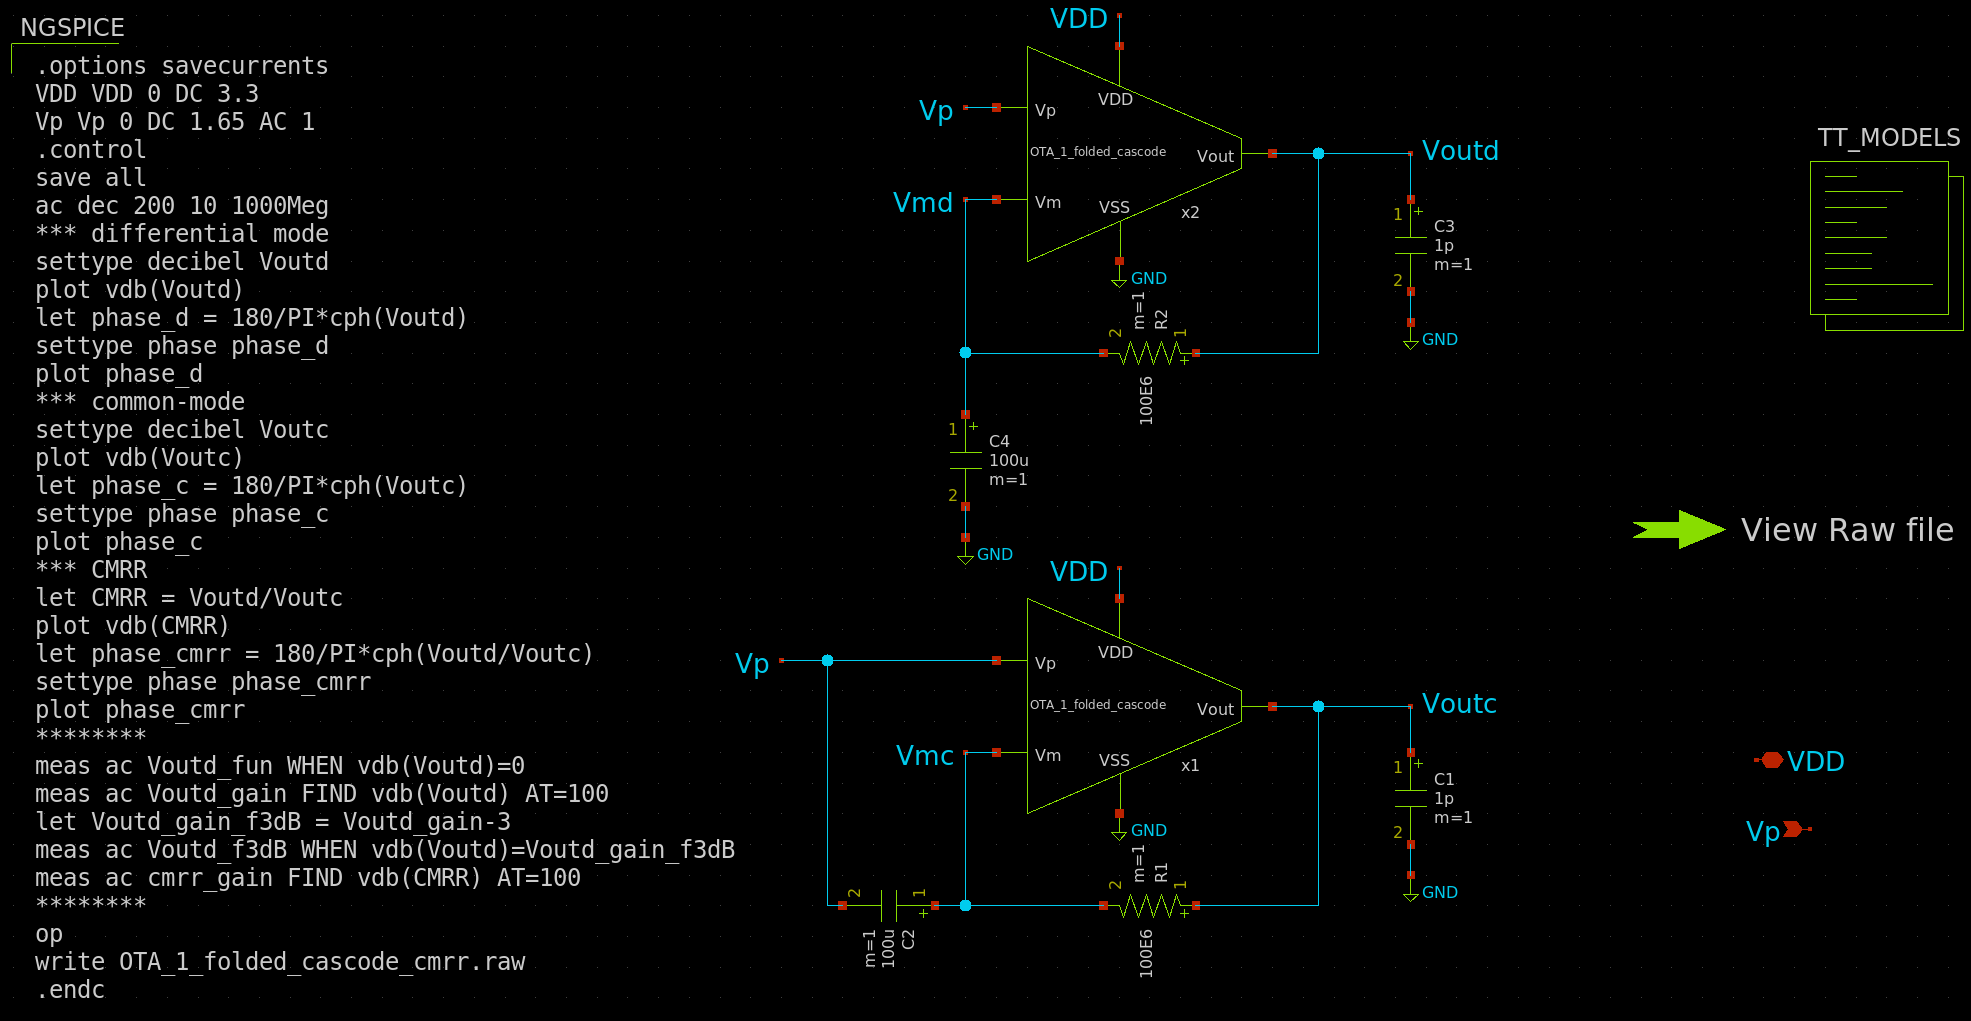 NGSPICE
.options savecurrents
VDD VDD 0 DC 3.3
Vp Vp 0 DC 1.65 AC 1
.control
save all
ac dec 200 10 1000Meg
*** differential mode
settype decibel Voutd
plot vdb(Voutd)
let phase_d = 180/PI*cph(Voutd)
settype phase phase_d
plot phase_d
*** common-mode
settype decibel Voutc
plot vdb(Voutc)
let phase_c = 180/PI*cph(Voutc)
settype phase phase_c
plot phase_c
*** CMRR
let CMRR = Voutd/Voutc
plot vdb(CMRR)
let phase_cmrr = 180/PI*cph(Voutd/Voutc)
settype phase phase_cmrr
plot phase_cmrr
********
meas ac Voutd_fun WHEN vdb(Voutd)=0
meas ac Voutd_gain FIND vdb(Voutd) AT=100
let Voutd_gain_f3dB = Voutd_gain-3
meas ac Voutd_f3dB WHEN vdb(Voutd)=Voutd_gain_f3dB
meas ac cmrr_gain FIND vdb(CMRR) AT=100
********
op
write OTA_1_folded_cascode_cmrr.raw
.endc
VDD
VDD
Vp
Vp
OTA_1_folded_cascode
Vout
Voutd
Vmd
Vm
VSS
x2
GND
1
+
C3
1p
m=1
2
GND
2
m=1
R2
1
+
100E6
1
+
C4
100u
m=1
2
GND
VDD
VDD
Vp
Vp
OTA_1_folded_cascode
Vout
Voutc
Vmc
Vm
VSS
x1
GND
1
+
C1
1p
m=1
2
GND
2
m=1
R1
1
+
100E6
2
1
+
m=1
100u
C2
TT_MODELS
View Raw file
VDD
Vp